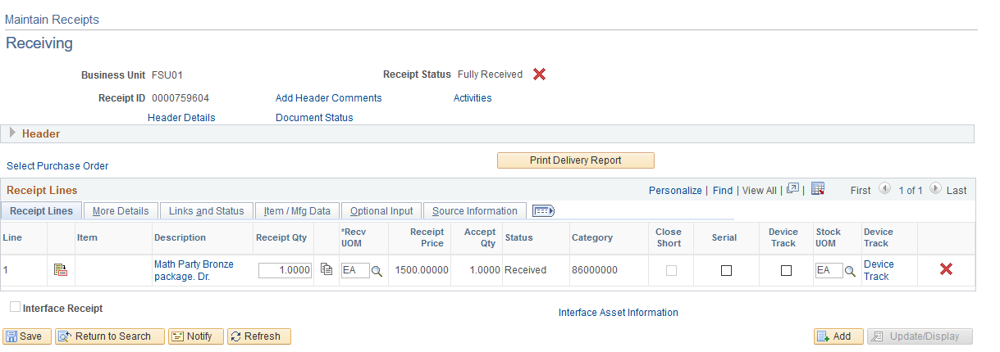 Maintain Receipts
Receiving
Business Unit FSU01 Receipt Status Fully Received
Receipt ID 0000759604 Add Header Comments Activities
Header Details Document Status
Header
Select Purchase Order Print Delivery Report
Receipt Lines Personalize | Find | View All | | First 1 of 1 Last
Receipt Lines More Details Links and Status Item / Mfg Data Optional Input Source Information
Line Item Description Receipt Qty *Recv UOM Receipt Price Accept Qty Status Category Close Short Serial Device Track Stock UOM Device Track
1 Math Party Bronze package. Dr. 1.0000 EA 1500.00000 1.0000 Received 86000000 EA Device Track
Interface Receipt Interface Asset Information
Save Return to Search Notify Refresh Add Update/Display